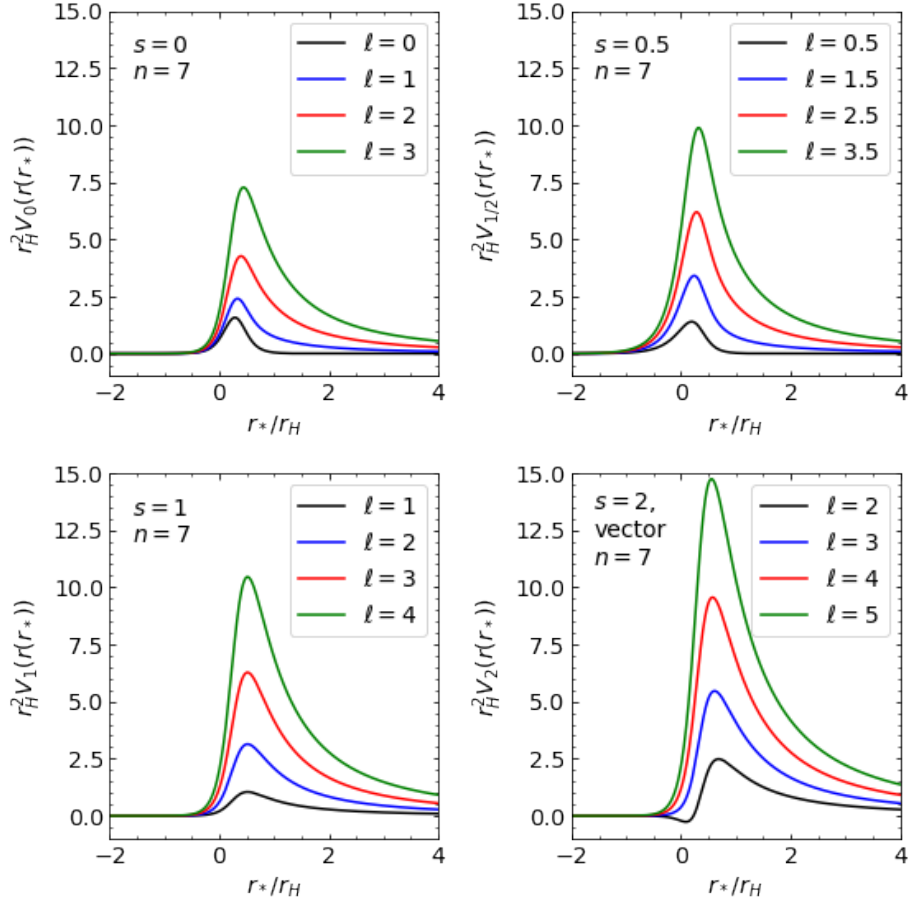 15.0
12.5
10.0
7.5
5.0
2.5
0.0
r_H^2 V_0(r(r_*))
s = 0
n = 7
ℓ = 0
ℓ = 1
ℓ = 2
ℓ = 3
−2 0 2 4
r_*/r_H
15.0
12.5
10.0
7.5
5.0
2.5
0.0
r_H^2 V_{1/2}(r(r_*)
s = 0.5
n = 7
ℓ = 0.5
ℓ = 1.5
ℓ = 2.5
ℓ = 3.5
−2 0 2 4
r_*/r_H
15.0
12.5
10.0
7.5
5.0
2.5
0.0
r_H^2 V_1(r(r_*))
s = 1
n = 7
ℓ = 1
ℓ = 2
ℓ = 3
ℓ = 4
−2 0 2 4
r_*/r_H
15.0
12.5
10.0
7.5
5.0
2.5
0.0
r_H^2 V_2(r(r_*))
s = 2,
vector
n = 7
ℓ = 2
ℓ = 3
ℓ = 4
ℓ = 5
−2 0 2 4
r_*/r_H